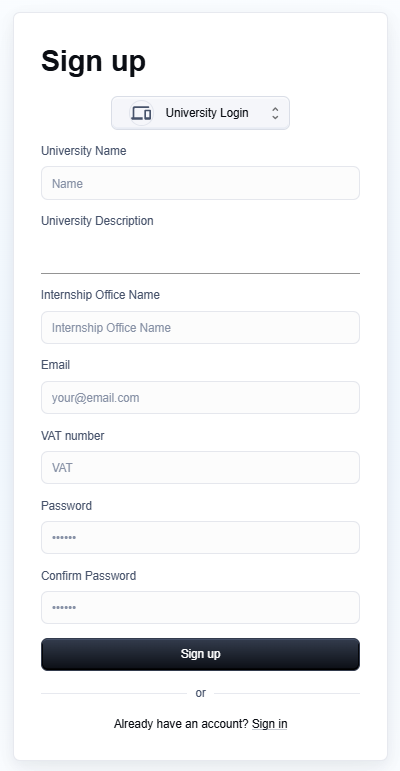 Sign up
University Login
University Name
Name
University Description
Internship Office Name
Internship Office Name
Email
your@email.com
VAT number
VAT
Password
••••••
Confirm Password
••••••
Sign up
or
Already have an account? Sign in